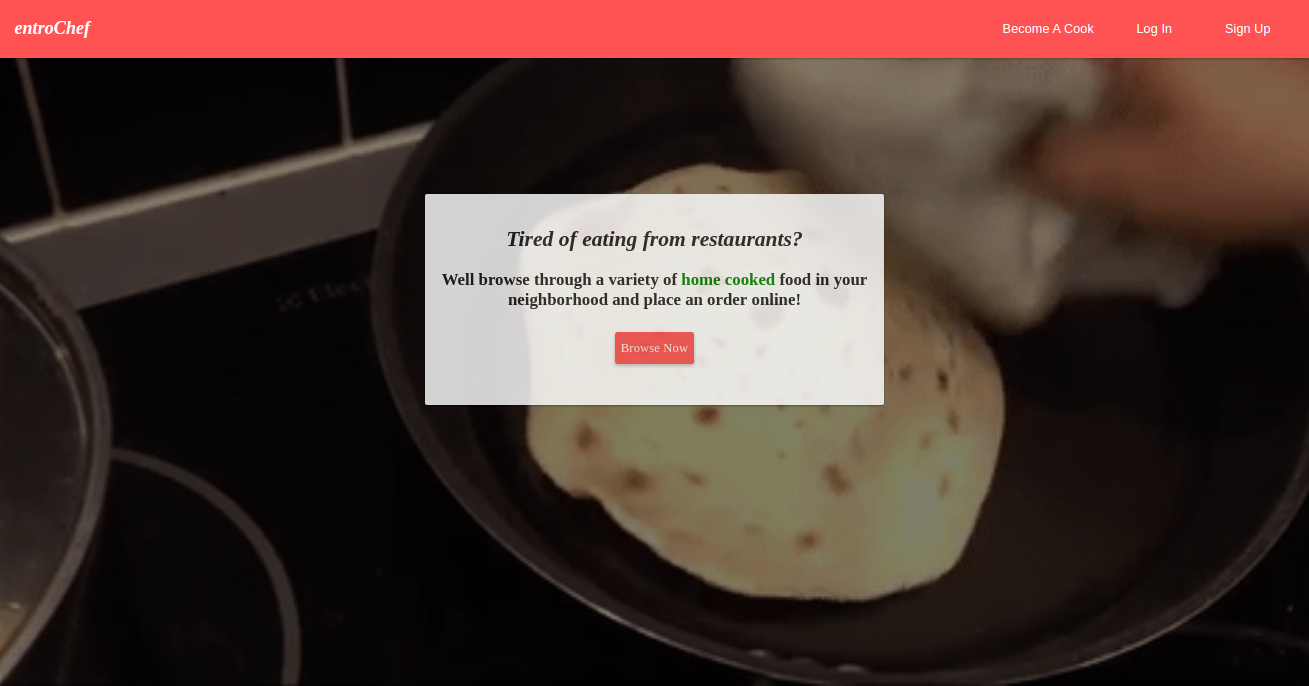 entroChef
Become A Cook
Log In
Sign Up
Tired of eating from restaurants?
Well browse through a variety of home cooked food in your
neighborhood and place an order online!
Browse Now